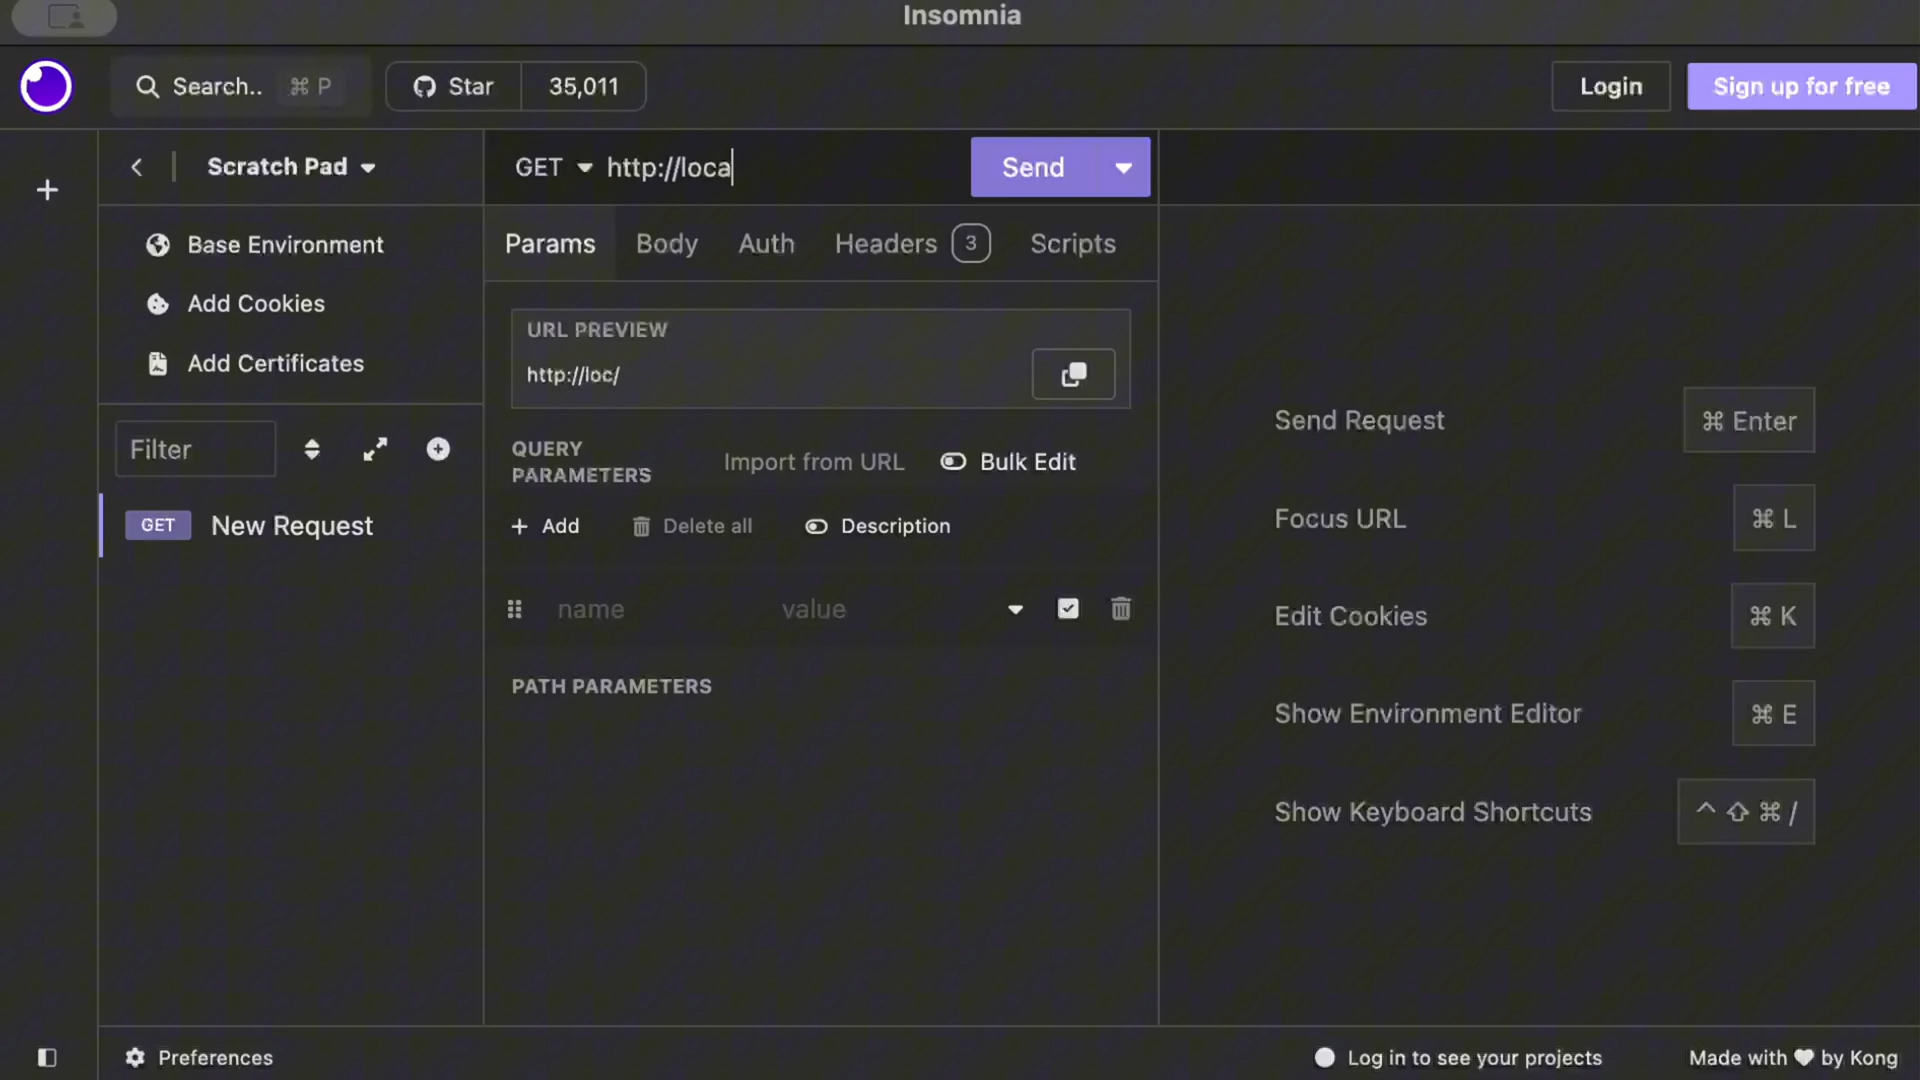 Insomnia
Search.. ⌘ P
Star 35,011
Login
Sign up for free
Scratch Pad
GET http://loca
Send
Base Environment
Add Cookies
Add Certificates
Filter
GET New Request
Params Body Auth Headers 3 Scripts
URL PREVIEW
http://loc/
QUERY
PARAMETERS
Import from URL
Bulk Edit
+ Add
Delete all
Description
name value
PATH PARAMETERS
Send Request ⌘ Enter
Focus URL ⌘ L
Edit Cookies ⌘ K
Show Environment Editor ⌘ E
Show Keyboard Shortcuts ⌃ ⇧ ⌘ /
Preferences
Log in to see your projects
Made with ♥ by Kong